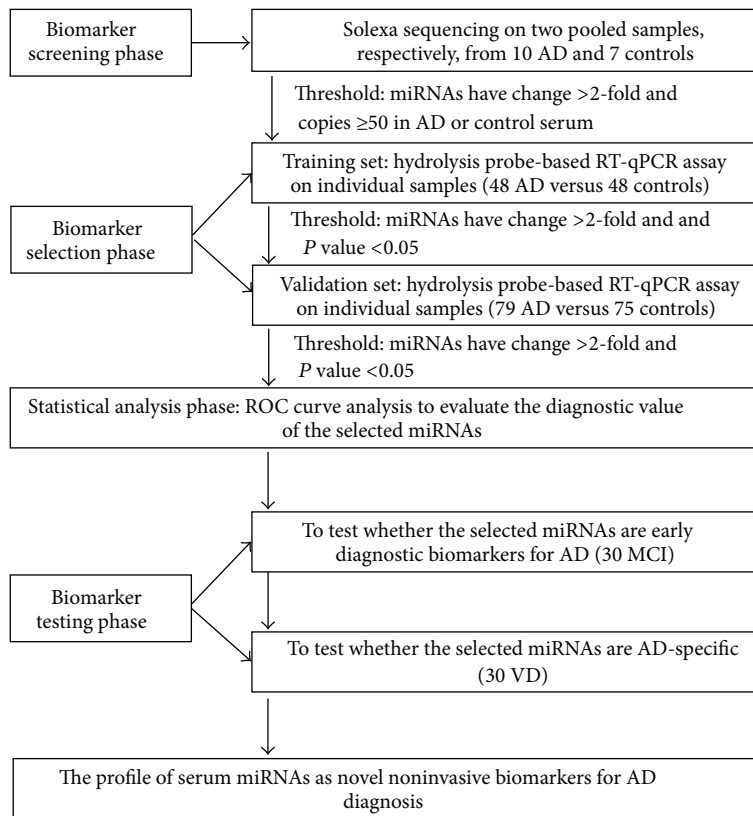 Biomarker
screening phase
Solexa sequencing on two pooled samples,
respectively, from 10 AD and 7 controls
Threshold: miRNAs have change >2-fold and
copies ≥50 in AD or control serum
Training set: hydrolysis probe-based RT-qPCR assay
on individual samples (48 AD versus 48 controls)
Biomarker
selection phase
Threshold: miRNAs have change >2-fold and and
P value <0.05
Validation set: hydrolysis probe-based RT-qPCR assay
on individual samples (79 AD versus 75 controls)
Threshold: miRNAs have change >2-fold and
P value <0.05
Statistical analysis phase: ROC curve analysis to evaluate the diagnostic value
of the selected miRNAs
To test whether the selected miRNAs are early
diagnostic biomarkers for AD (30 MCI)
Biomarker
testing phase
To test whether the selected miRNAs are AD-specific
(30 VD)
The profile of serum miRNAs as novel noninvasive biomarkers for AD
diagnosis